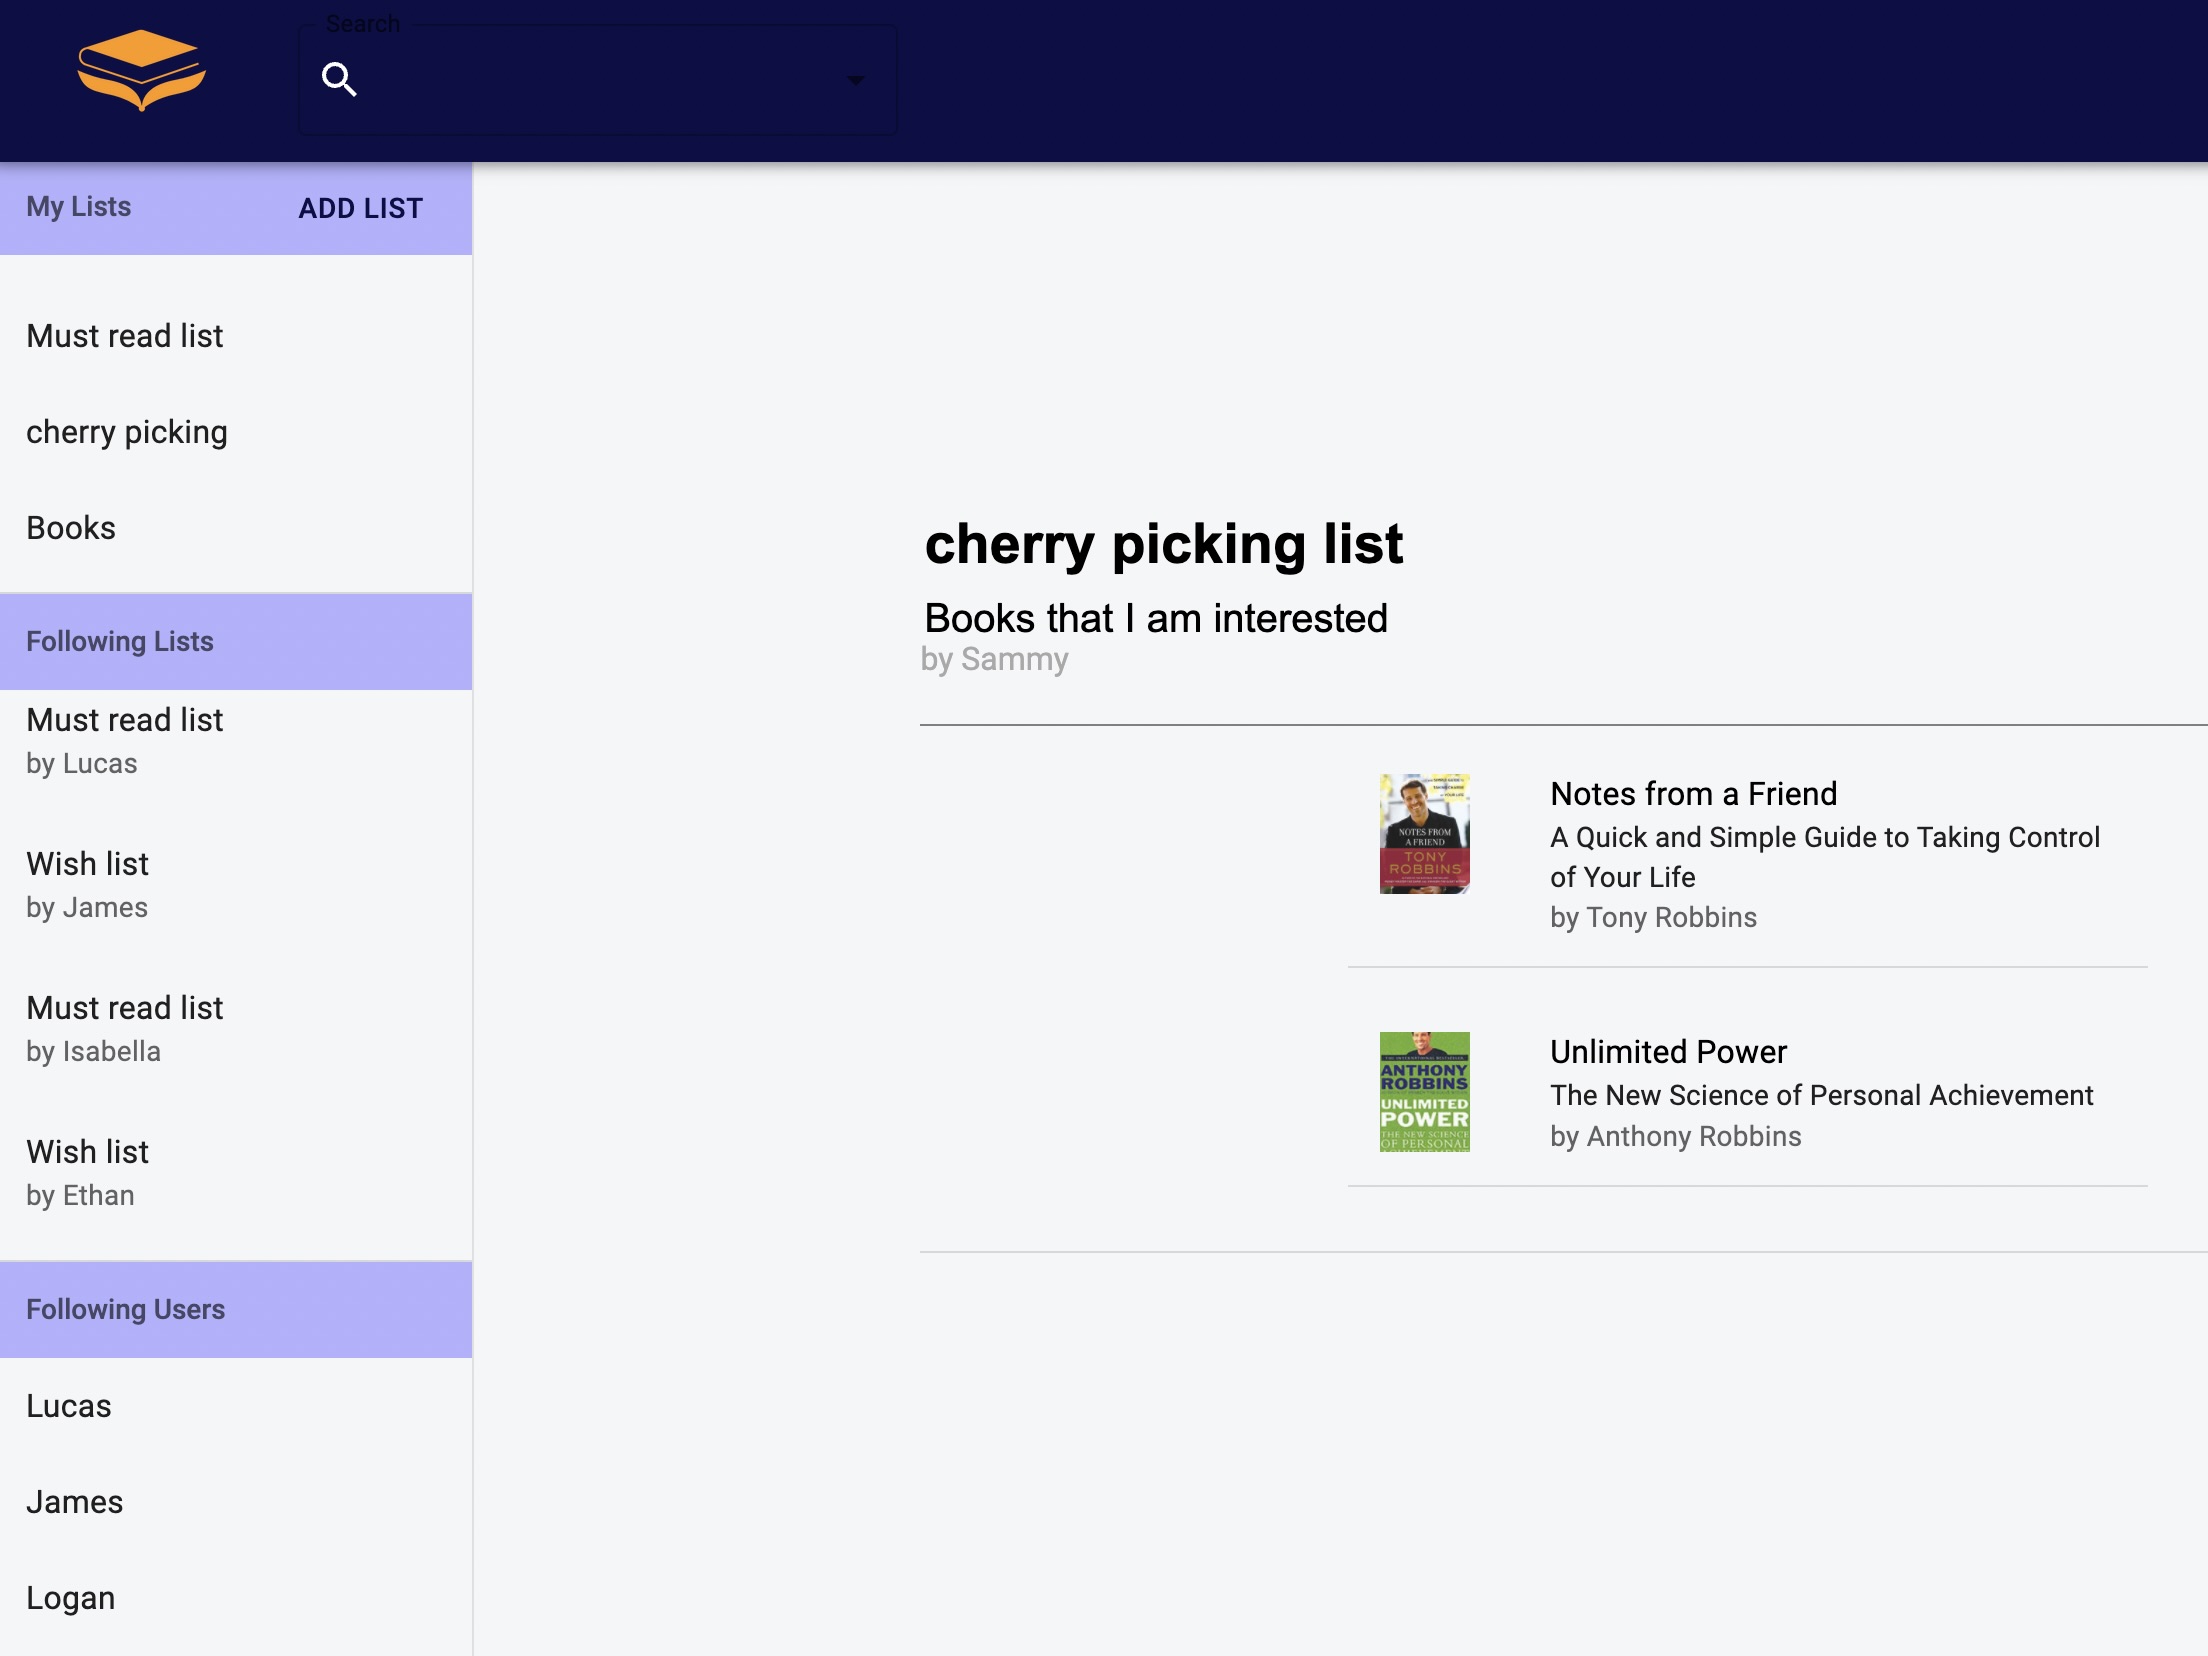 Search
My Lists
ADD LIST
Must read list
cherry picking
Books
Following Lists
Must read list
by Lucas
Wish list
by James
Must read list
by Isabella
Wish list
by Ethan
Following Users
Lucas
James
Logan
cherry picking list
Books that I am interested
by Sammy
NOTES FROM
A FRIEND
TONY
ROBBINS
Notes from a Friend
A Quick and Simple Guide to Taking Control
of Your Life
by Tony Robbins
ANTHONY
ROBBINS
UNLIMITED
POWER
THE NEW SCIENCE
OF PERSONAL
Unlimited Power
The New Science of Personal Achievement
by Anthony Robbins